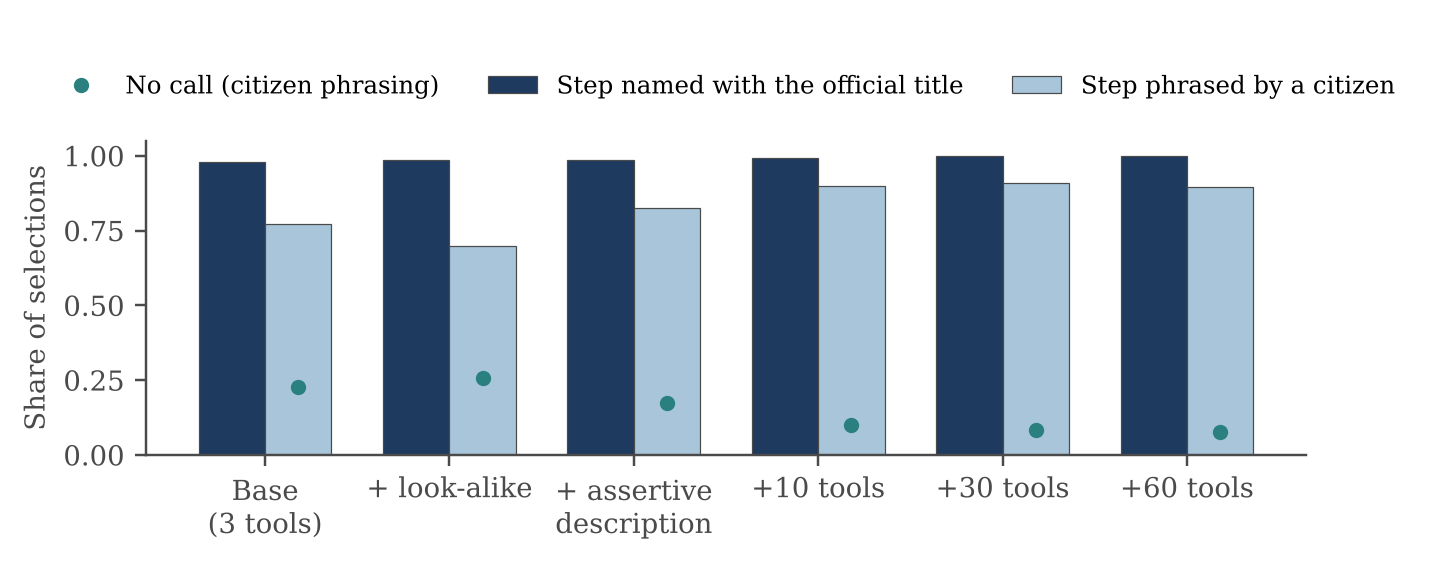 No call (citizen phrasing)
Step named with the official title
Step phrased by a citizen
Share of selections
1.00
0.75
0.50
0.25
0.00
Base
(3 tools)
+ look-alike
+ assertive
description
+10 tools
+30 tools
+60 tools